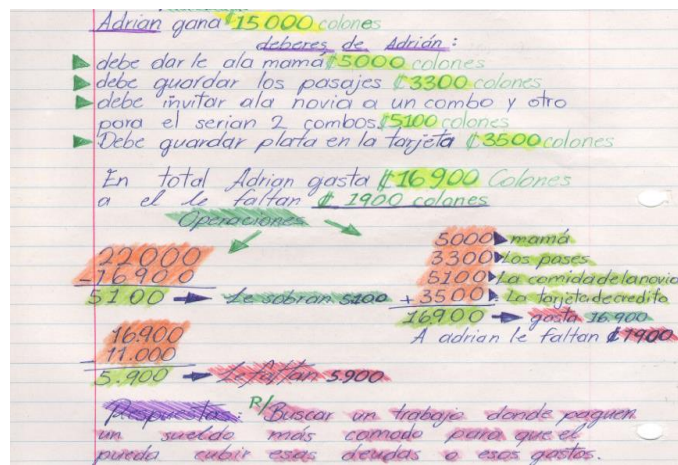 Adrian gana ₡15000 colones
deberes de Adrián:
debe darle ala mamá ₡5000 colones
debe guardar los pasajes ₡3300 colones
debe invitar ala novia a un combo y otro
para el serian 2 combos ₡5100 colones
Debe guardar plata en la tarjeta ₡3500 colones
En total Adrian gasta ₡16900 Colones
a el le faltan ₡ 1900 colones
Operaciones
22000
-16900
5100 → Le sobran 5100
16.900
- 11.000
5.900 → Le faltan 5.900
5000 mamá
3300 Los pases
5100 La comida de la novia
+ 3500 La tarjeta de credito
16900 → gasta 16.900
A adrian le faltan ₡1900
Respuesta: R/ Buscar un trabajo donde paguen
un sueldo más comodo para que el
pueda cubir esas deudas o esos gastos.